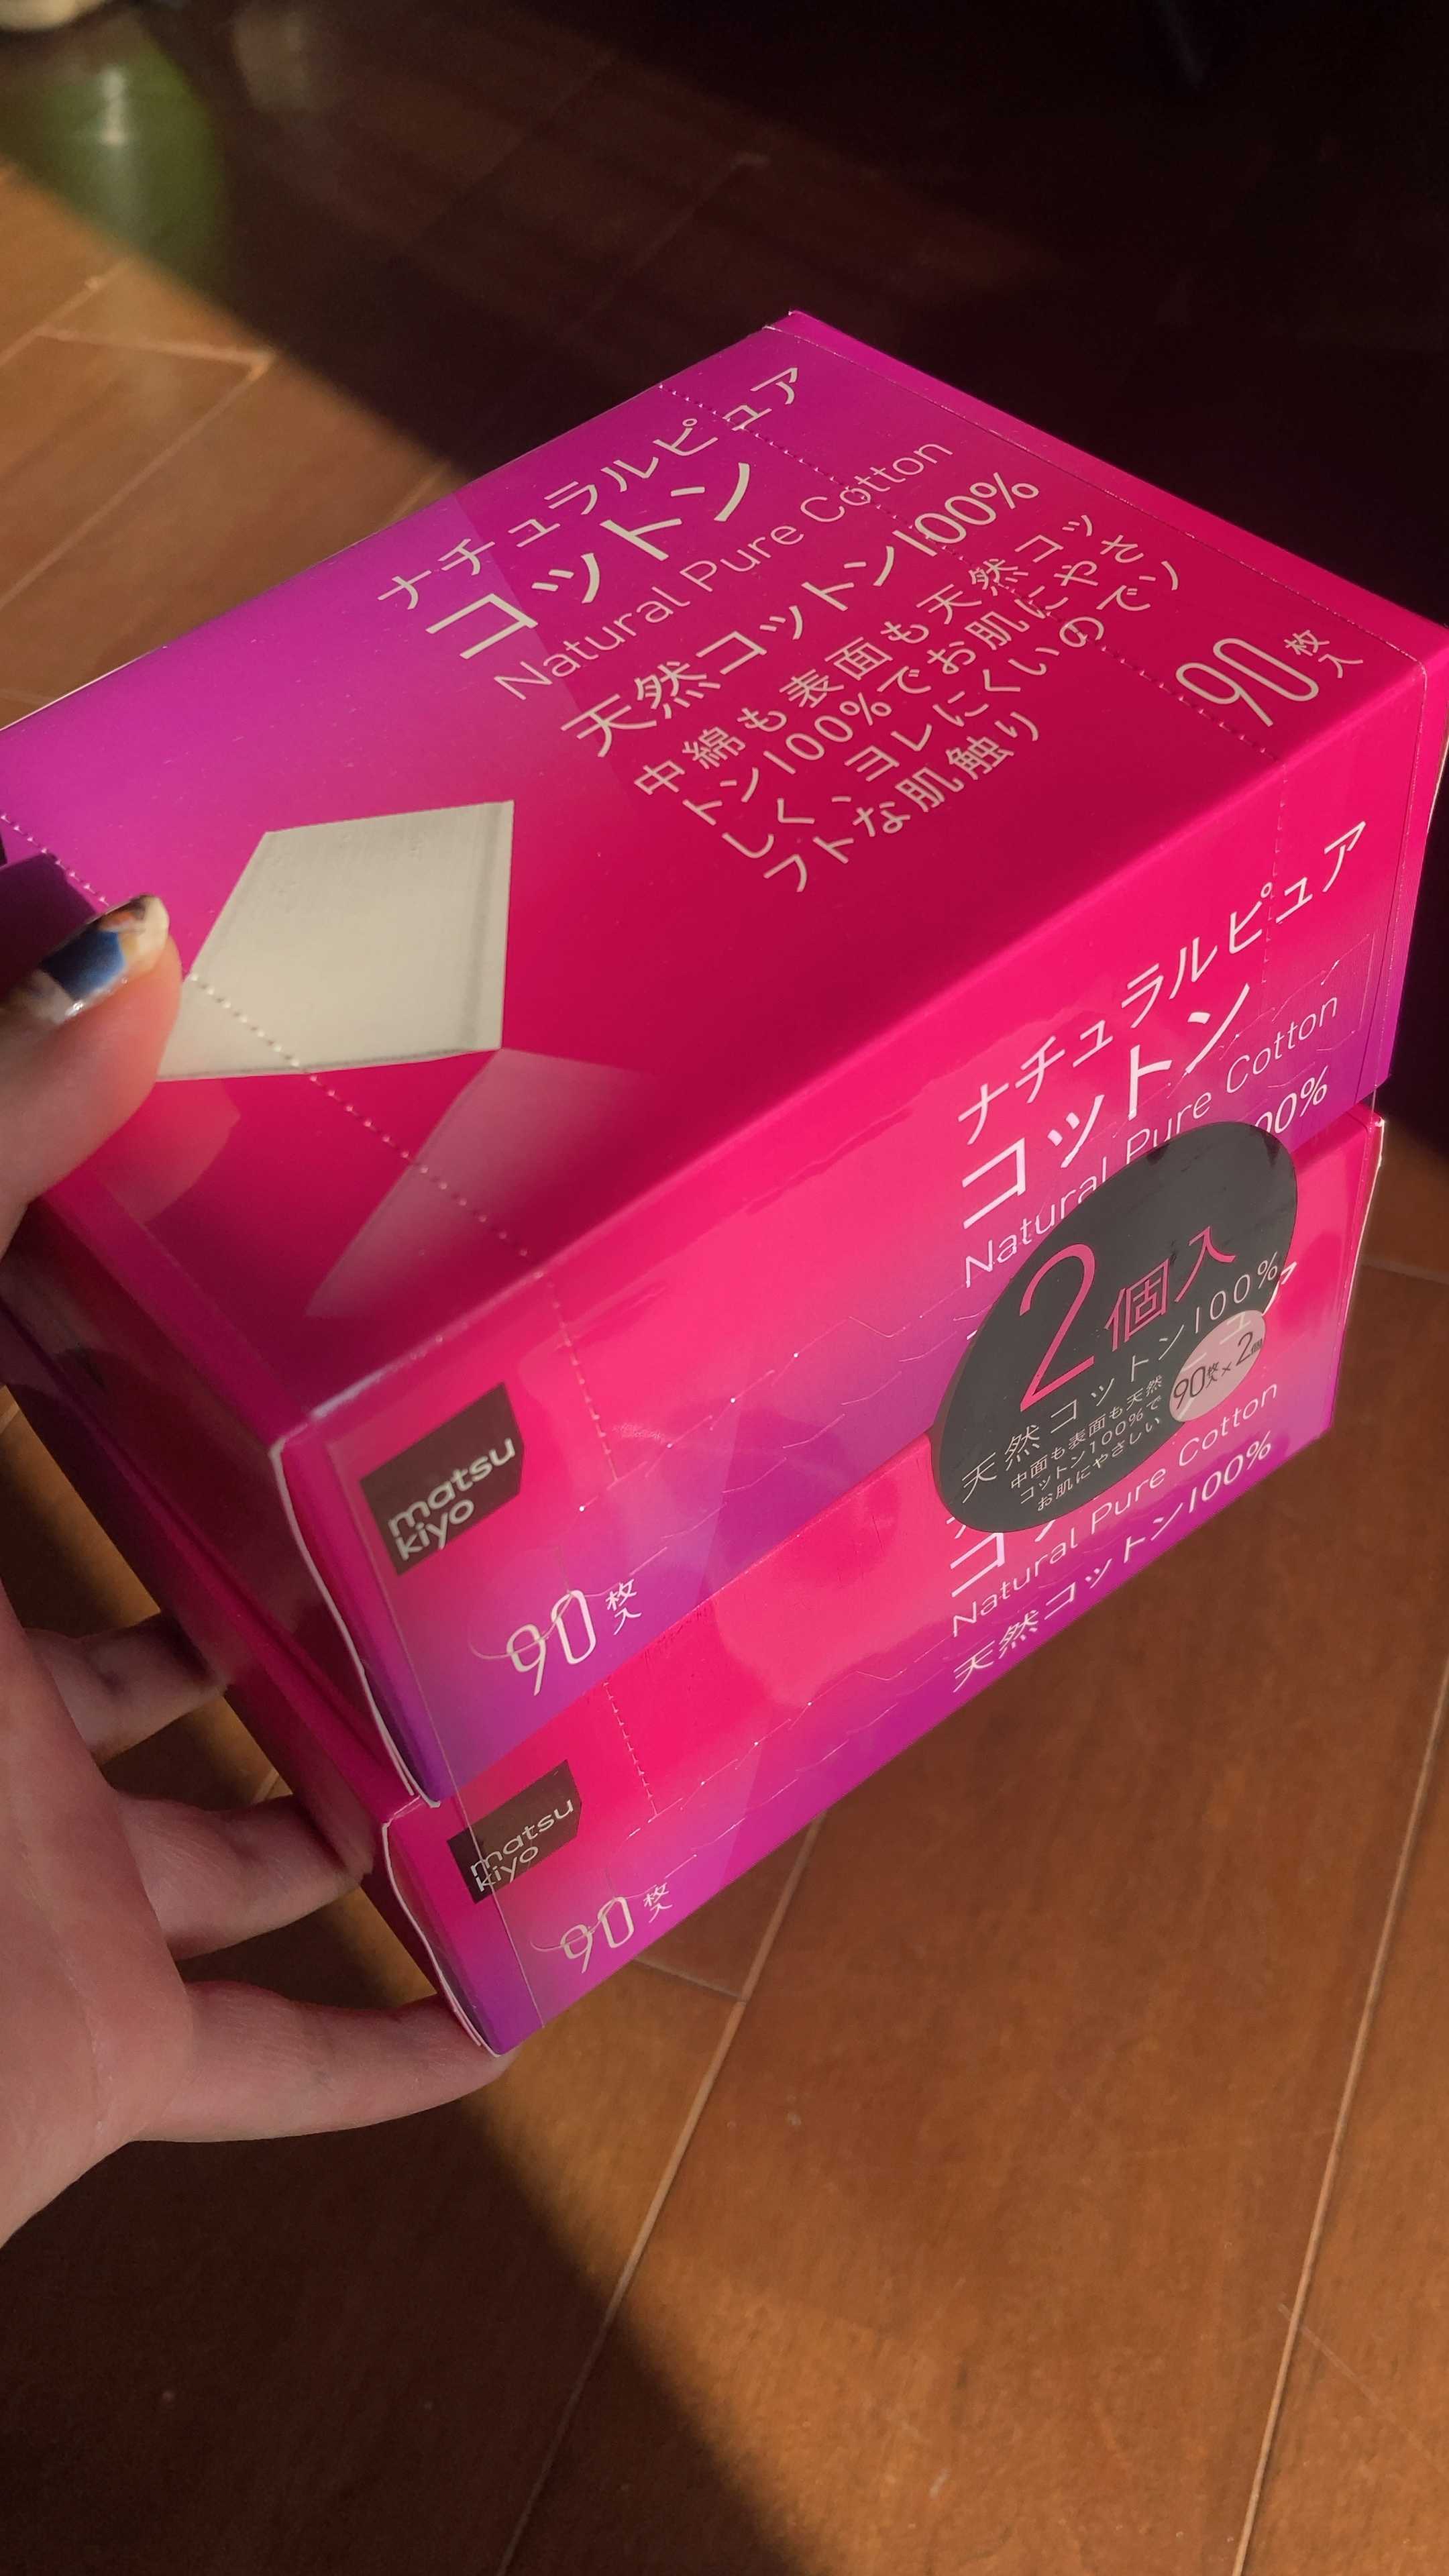 ナチュラルピュア
コットン
Natural Pure Cotton
天然コットン100%
中綿も表面も天然コッ
トン100%でお肌にやさ
しく、ヨレにくいのでソ
フトな肌触り
90枚入
ナチュラルピュア
コットン
Natural Pure Cotton
00%
2個入
天然コットン100%
中面も表面も天然
コットン100%で
お肌にやさしい
90枚入×2個
matsu
kiyo
90枚入
コッ
Natural Pure Cotton
天然コットン100%
matsu
kiyo
90枚入